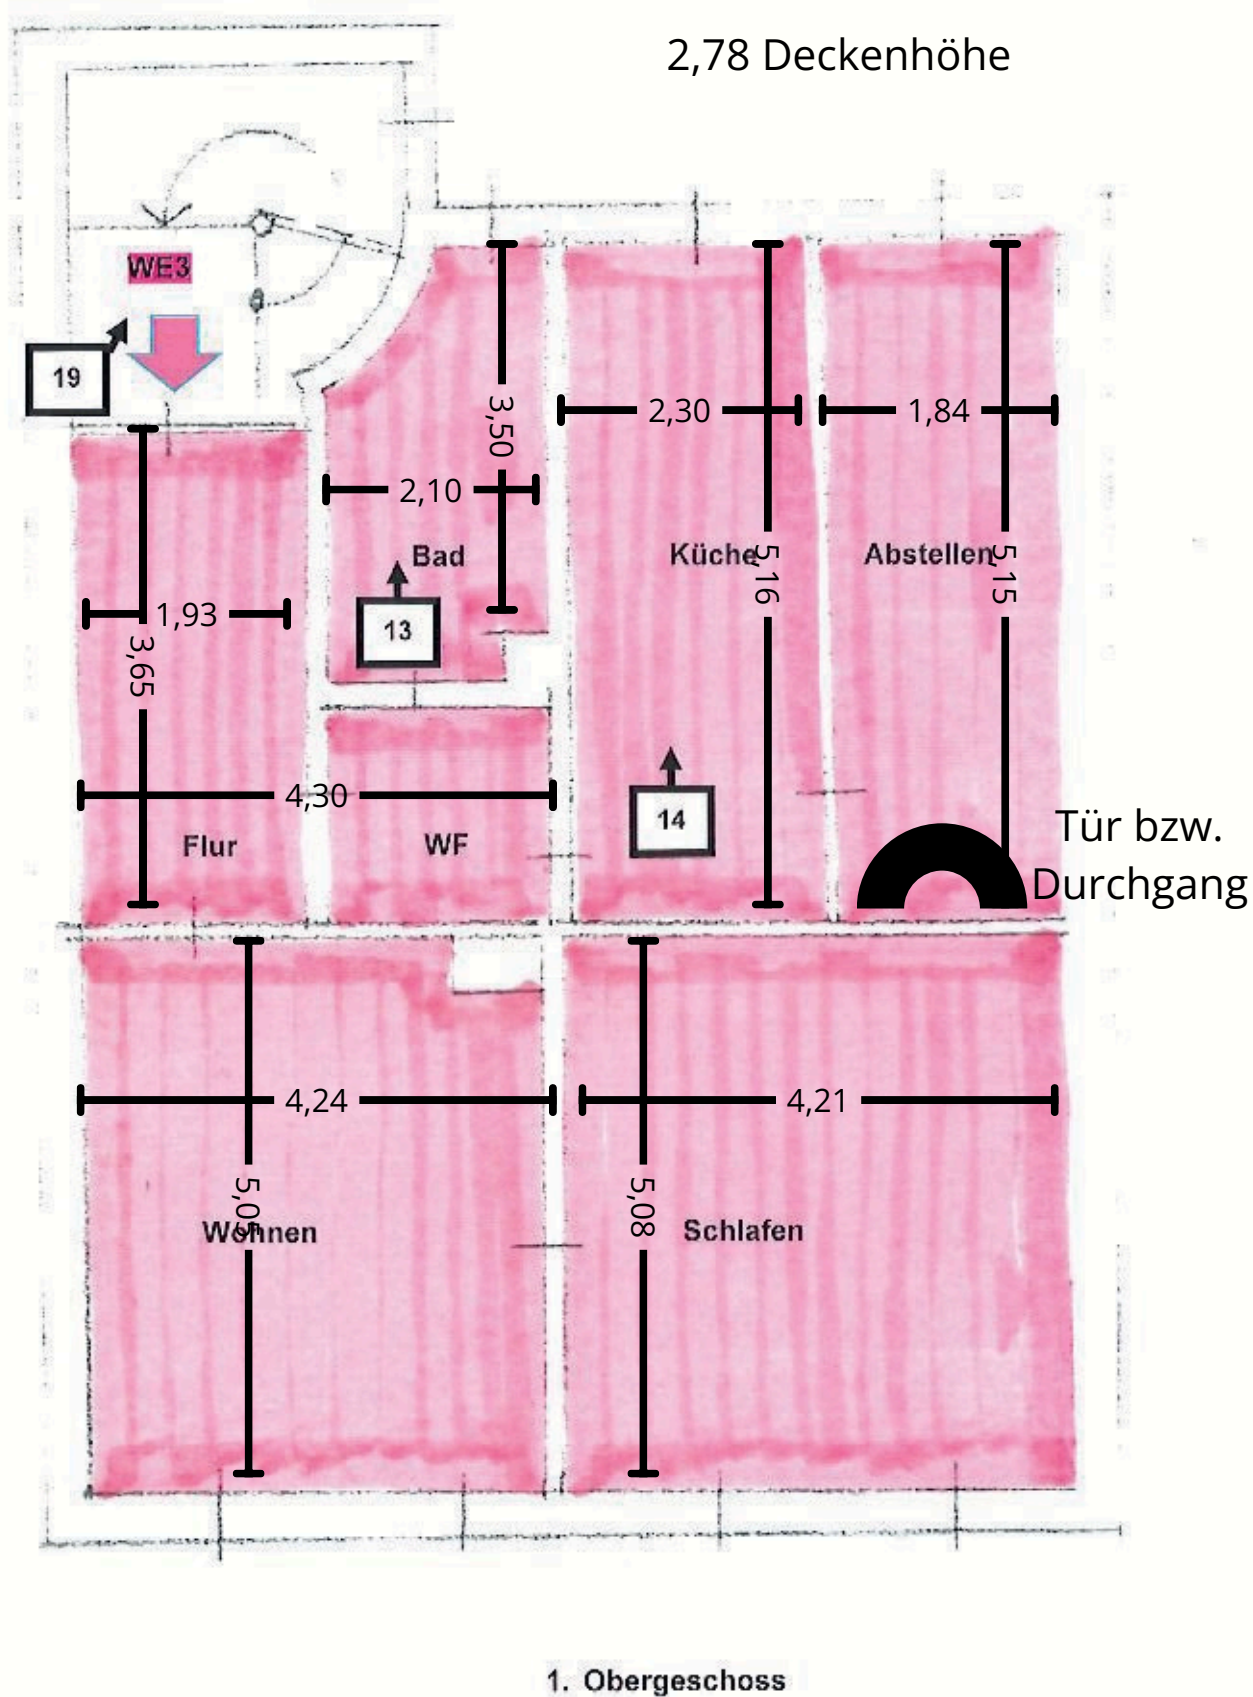 2,78 Deckenhöhe
WE3
19
3,50
2,30
1,84
2,10
Bad
Küche
5,16
Abstellen
5,15
1,93
13
3,65
4,30
14
Tür bzw.
Durchgang
Flur
WF
4,24
4,21
5,05
Wohnen
5,08
Schlafen
1. Obergeschoss